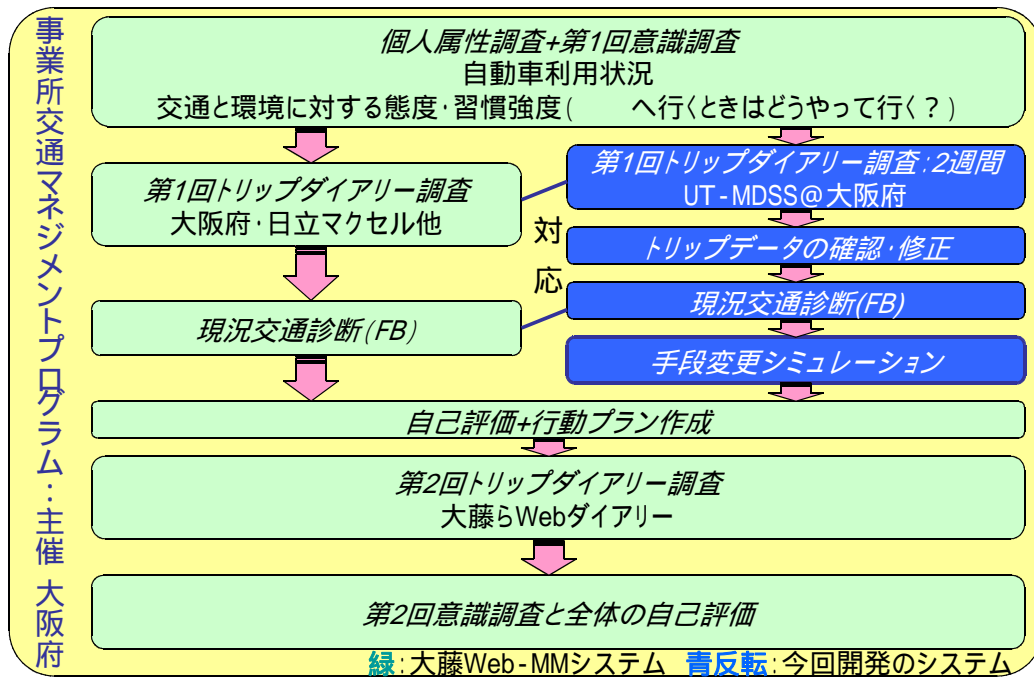 事業所交通マネジメントプログラム：主催 大阪府
個人属性調査+第1回意識調査
自動車利用状況
交通と環境に対する態度・習慣強度(　　へ行くときはどうやって行く？)
第1回トリップダイアリー調査
大阪府・日立マクセル他
対応
第1回トリップダイアリー調査：2週間
UT-MDSS@大阪府
トリップデータの確認・修正
現況交通診断(FB)
現況交通診断(FB)
手段変更シミュレーション
自己評価+行動プラン作成
第2回トリップダイアリー調査
大藤らWebダイアリー
第2回意識調査と全体の自己評価
緑：大藤Web-MMシステム　青反転：今回開発のシステム